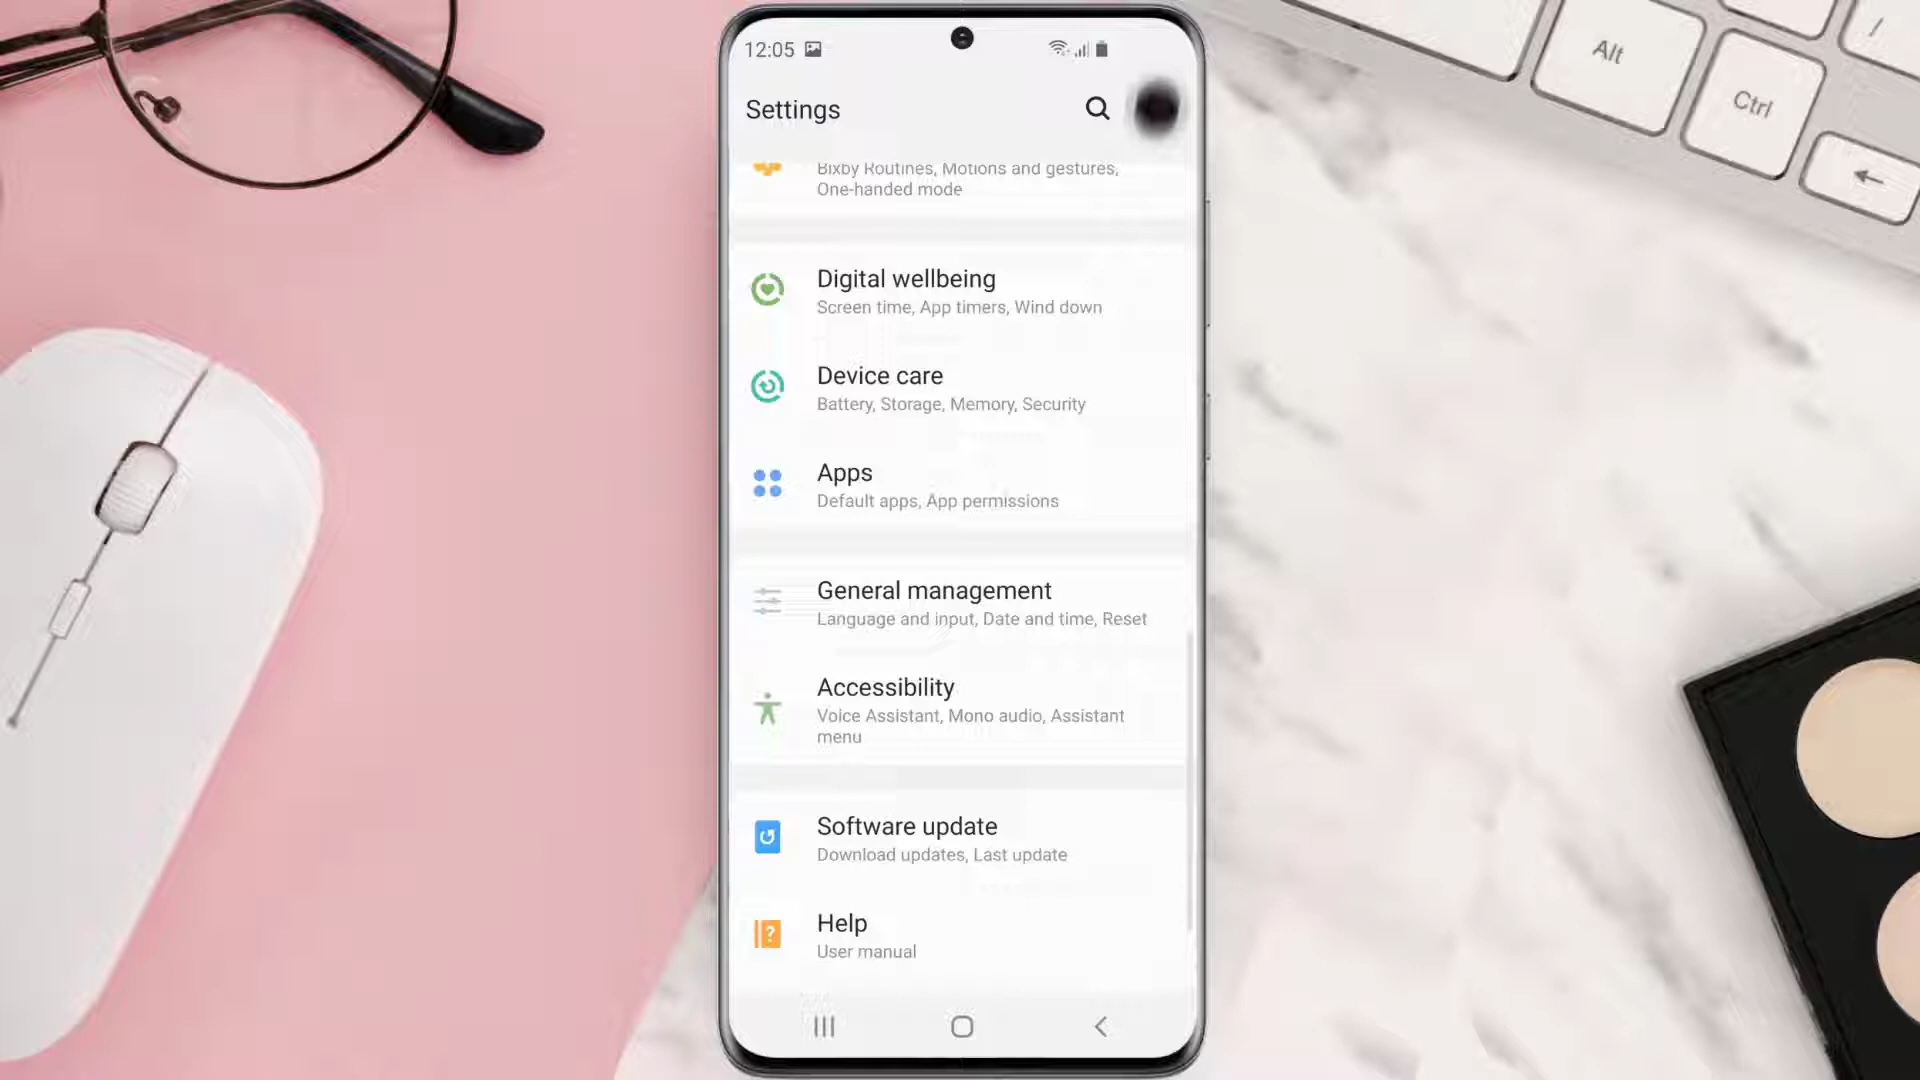 12:05
Settings
Bixby Routines, Motions and gestures,
One-handed mode
Digital wellbeing
Screen time, App timers, Wind down
Device care
Battery, Storage, Memory, Security
Apps
Default apps, App permissions
General management
Language and input, Date and time, Reset
Accessibility
Voice Assistant, Mono audio, Assistant
menu
Software update
Download updates, Last update
Help
?
User manual
Alt
Ctrl
/
←